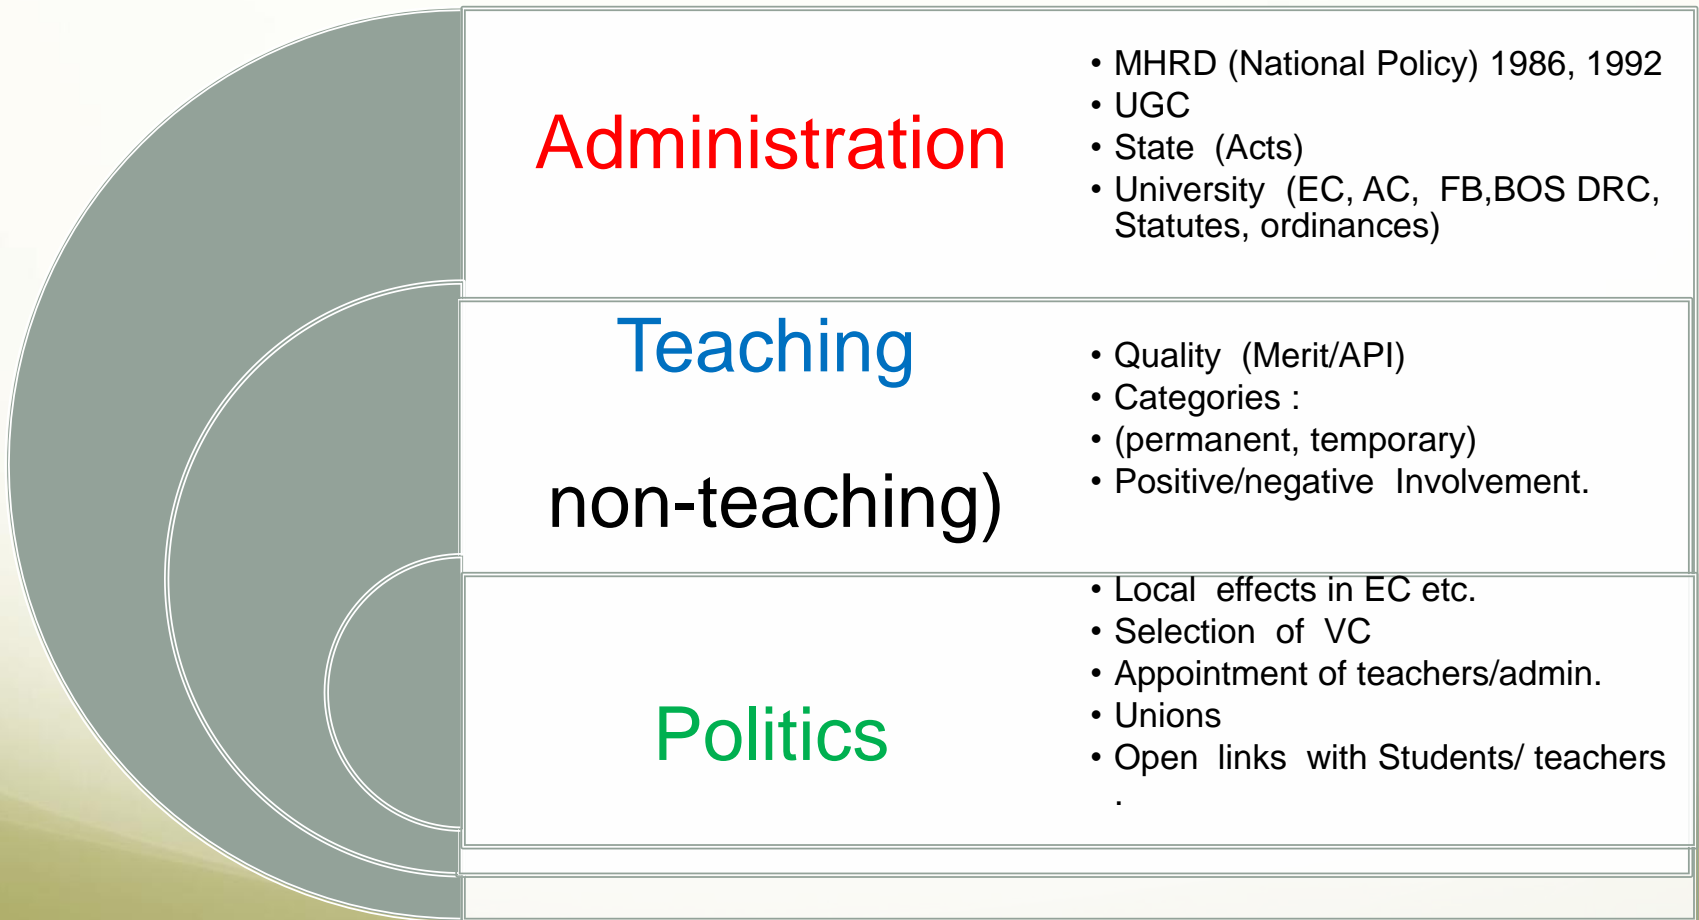 Administration
• MHRD (National Policy) 1986, 1992
• UGC
• State (Acts)
• University (EC, AC, FB,BOS DRC,
Statutes, ordinances)
Teaching
non-teaching)
• Quality (Merit/API)
• Categories :
• (permanent, temporary)
• Positive/negative Involvement.
Politics
• Local effects in EC etc.
• Selection of VC
• Appointment of teachers/admin.
• Unions
• Open links with Students/ teachers
.